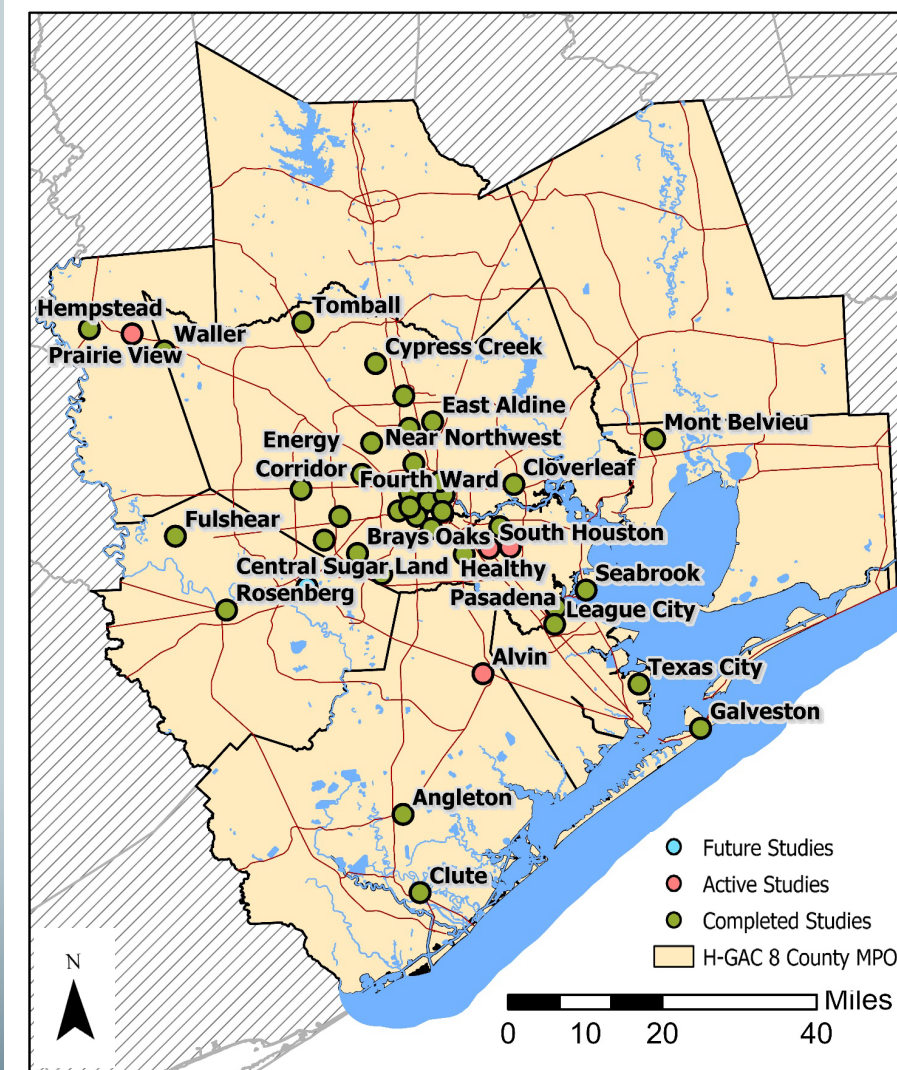 Hempstead
Tomball
Waller
Prairie View
Cypress Creek
East Aldine
Mont Belvieu
Energy
Near Northwest
Corridor
Fourth Ward
Cloverleaf
Fulshear
Brays Oaks
South Houston
Central Sugar Land
Healthy
Rosenberg
Pasadena
Seabrook
League City
Alvin
Texas City
Galveston
Angleton
Clute
Future Studies
Active Studies
Completed Studies
H-GAC 8 County MPO
N
Miles
0 10 20 40